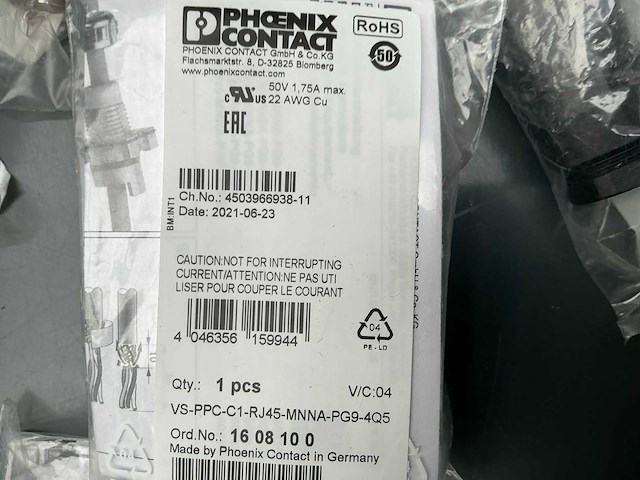 PHOENIX
CONTACT
RoHS
PHOENIX CONTACT GmbH & Co.KG
Flachsmarktstr. 8, D-32825 Blomberg
www.phoenixcontact.com
50
50V 1,75A max.
c UL US 22 AWG Cu
EAC
BM:INT1
Ch.No.: 4503966938-11
Date: 2021-06-23
CAUTION:NOT FOR INTERRUPTING
CURRENT/ATTENTION:NE PAS UTI
LISER POUR COUPER LE COURANT
4 046356 159944
04
PE-LD
Qty.: 1 pcs
V/C:04
VS-PPC-C1-RJ45-MNNA-PG9-4Q5
Ord.No.: 16 08 10 0
Made by Phoenix Contact in Germany
04